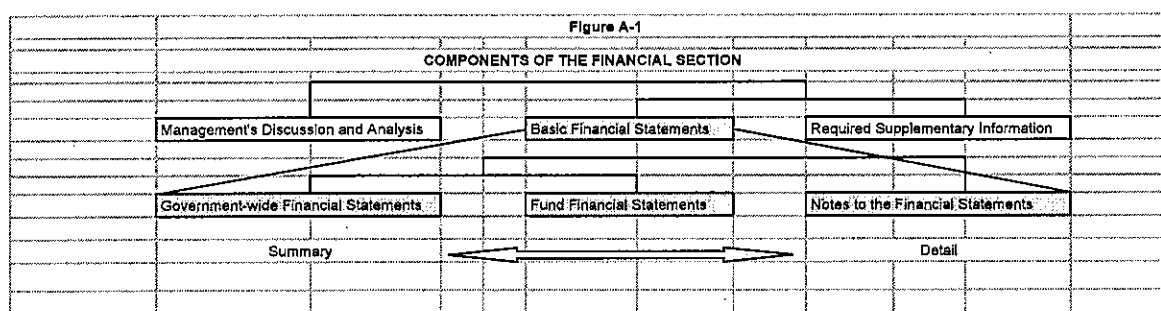 Figure A-1
COMPONENTS OF THE FINANCIAL SECTION
Management's Discussion and Analysis Basic Financial Statements Required Supplementary Information
Government-wide Financial Statements Fund Financial Statements Notes to the Financial Statements
Summary Detail